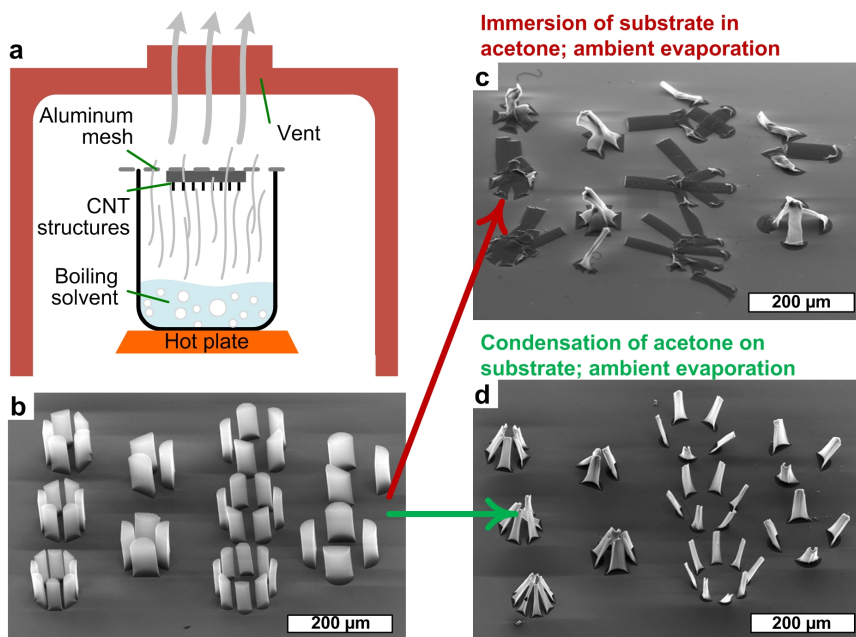 a
Aluminum
mesh
Vent
CNT
structures
Boiling
solvent
Hot plate
b
200 µm
Immersion of substrate in
acetone; ambient evaporation
c
200 µm
Condensation of acetone on
substrate; ambient evaporation
d
200 µm